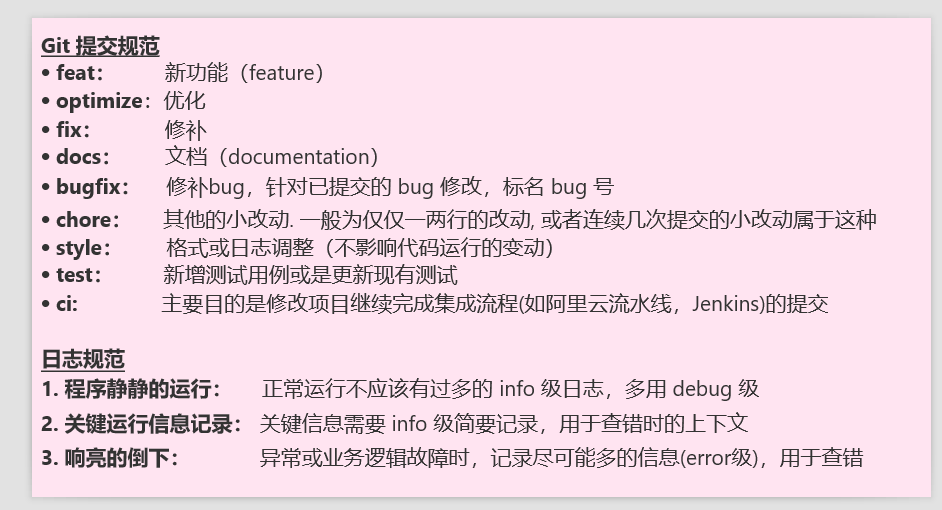 Git 提交规范
• feat： 新功能（feature）
• optimize：优化
• fix： 修补
• docs： 文档（documentation）
• bugfix： 修补bug，针对已提交的 bug 修改，标名 bug 号
• chore： 其他的小改动. 一般为仅仅一两行的改动, 或者连续几次提交的小改动属于这种
• style： 格式或日志调整（不影响代码运行的变动）
• test： 新增测试用例或是更新现有测试
• ci: 主要目的是修改项目继续完成集成流程(如阿里云流水线，Jenkins)的提交
日志规范
1. 程序静静的运行： 正常运行不应该有过多的 info 级日志，多用 debug 级
2. 关键运行信息记录： 关键信息需要 info 级简要记录，用于查错时的上下文
3. 响亮的倒下： 异常或业务逻辑故障时，记录尽可能多的信息(error级)，用于查错